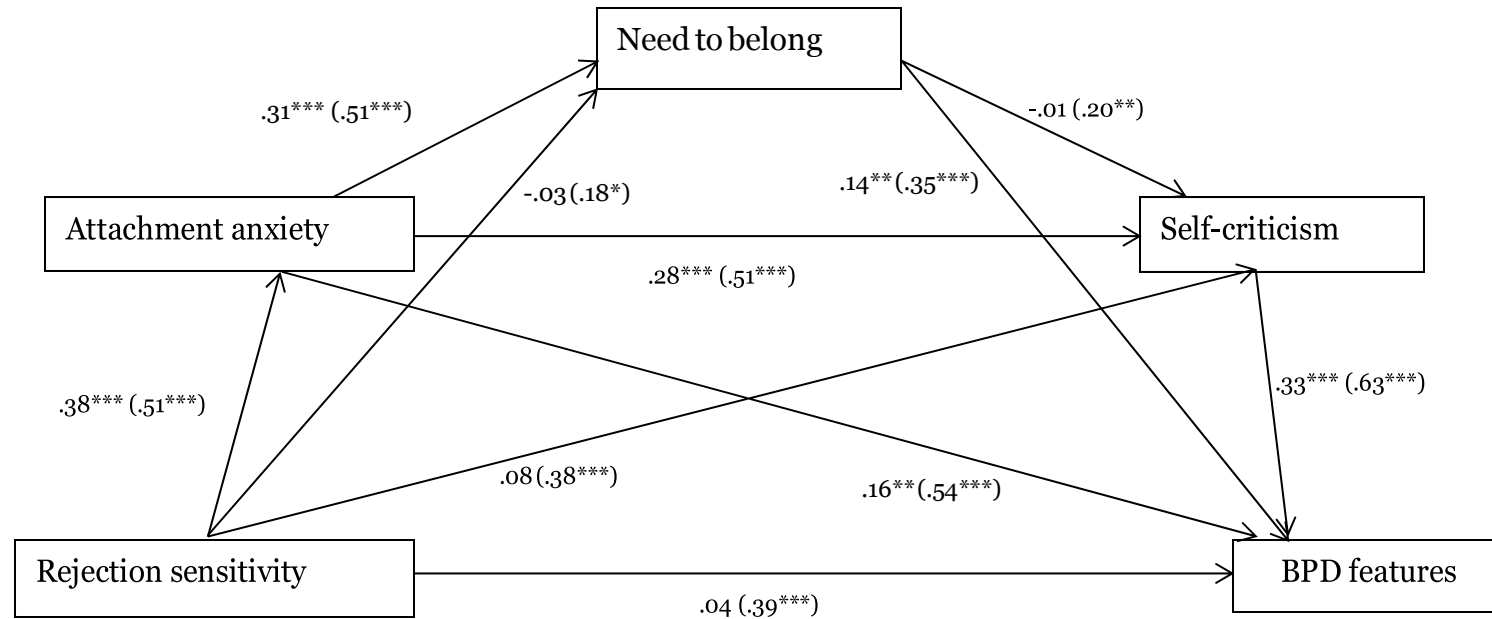 Need to belong
.31*** (.51***)
-.01 (.20**)
-.03 (.18*)
.14** (.35***)
Attachment anxiety
Self-criticism
.28*** (.51***)
.38*** (.51***)
.33*** (.63***)
.08 (.38***)
.16** (.54***)
Rejection sensitivity
BPD features
.04 (.39***)